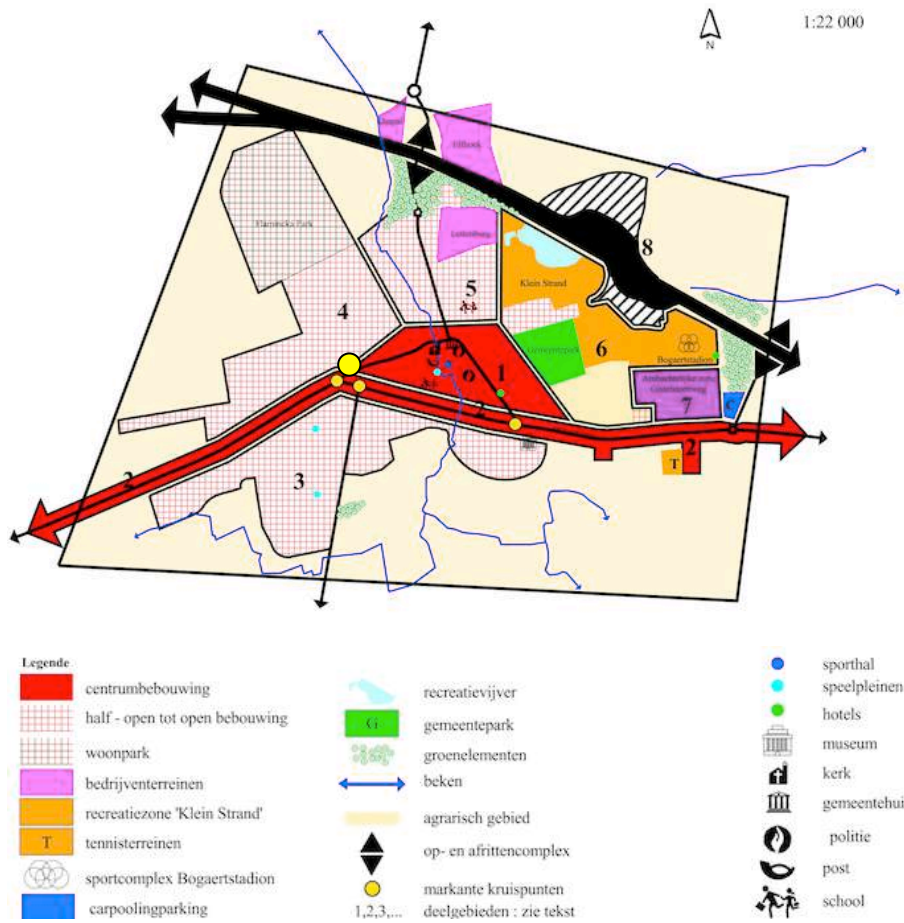 1:22 000
N
Vlamincka Park
Klein Strand
Gemeentepark
Bogaertstadion
1
2
2
2
3
4
5
6
7
8
C
T
Legende
centrumbebouwing
half - open tot open bebouwing
woonpark
bedrijventerreinen
recreatiezone 'Klein Strand'
T tennisterreinen
sportcomplex Bogaertstadion
carpoolingparking
recreatievijver
G gemeentepark
groenelementen
beken
agrarisch gebied
op- en afrittencomplex
markante kruispunten
1,2,3,... deelgebieden : zie tekst
sporthal
speelpleinen
hotels
museum
kerk
gemeentehui
politie
post
school